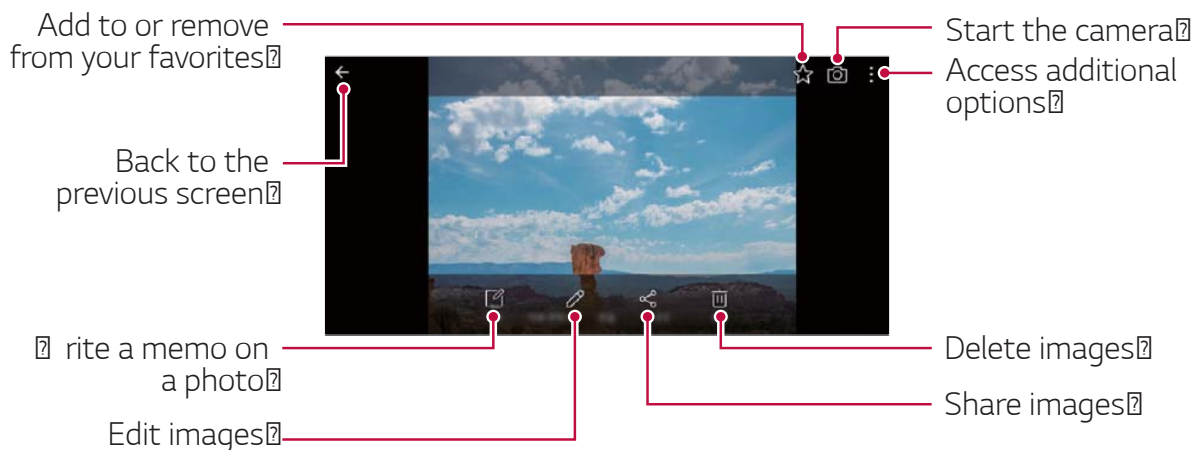 Add to or remove
from your favorites�
Start the camera�
Access additional
options�
Back to the
previous screen�
� rite a memo on
a photo�
Edit images�
Delete images�
Share images�